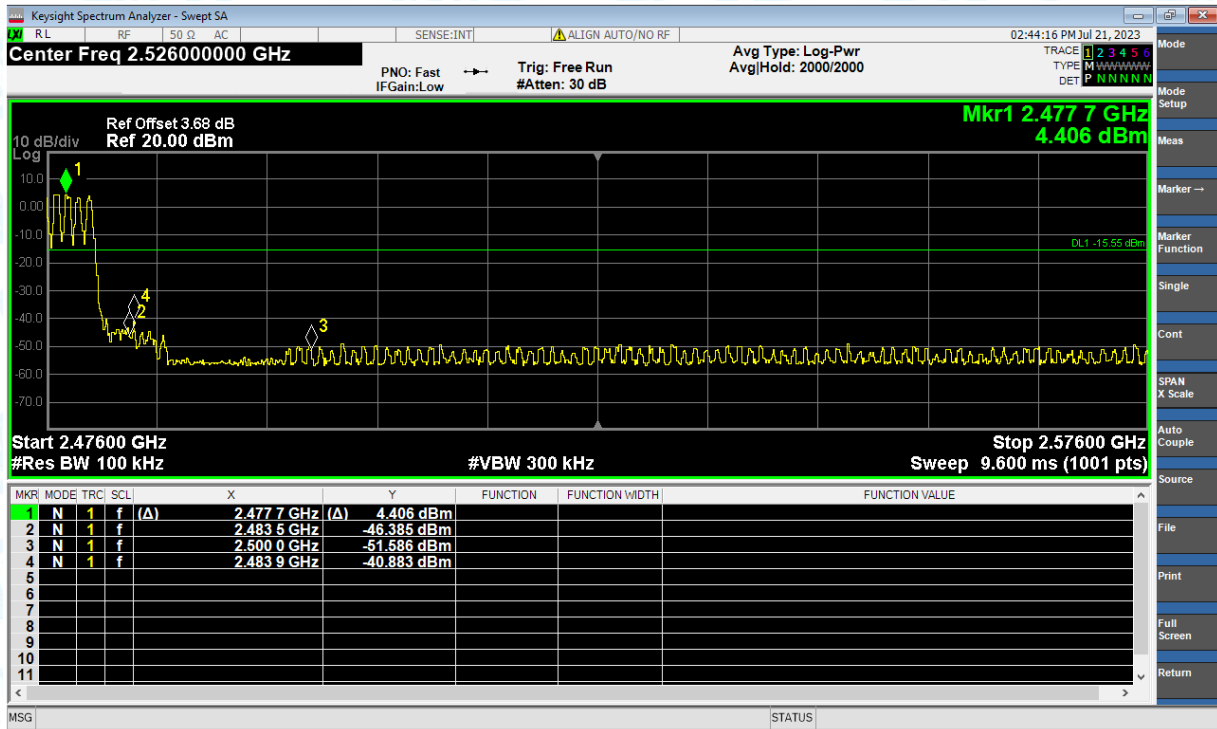 Keysight Spectrum Analyzer - Swept SA
LXI RL RF 50 Ω AC SENSE:INT ALIGN AUTO/NO RF 02:44:16 PM Jul 21, 2023
Center Freq 2.526000000 GHz
PNO: Fast
IFGain:Low
Trig: Free Run
#Atten: 30 dB
Avg Type: Log-Pwr
Avg|Hold: 2000/2000
TRACE 1 2 3 4 5 6
TYPE M WWWWW
DET P N N N N N
Mkr1 2.477 7 GHz
4.406 dBm
Ref Offset 3.68 dB
10 dB/div Ref 20.00 dBm
Log
10.0
0.00
-10.0
-20.0
-30.0
-40.0
-50.0
-60.0
-70.0
1
4
2
3
DL1 -15.55 dBm
Start 2.47600 GHz Stop 2.57600 GHz
#Res BW 100 kHz #VBW 300 kHz Sweep 9.600 ms (1001 pts)
MKR MODE TRC SCL X Y FUNCTION FUNCTION WIDTH FUNCTION VALUE
1 N 1 f (Δ) 2.477 7 GHz (Δ) 4.406 dBm
2 N 1 f 2.483 5 GHz -46.385 dBm
3 N 1 f 2.500 0 GHz -51.586 dBm
4 N 1 f 2.483 9 GHz -40.883 dBm
5
6
7
8
9
10
11
MSG STATUS
Mode
Mode
Setup
Meas
Marker →
Marker
Function
Single
Cont
SPAN
X Scale
Auto
Couple
Source
File
Print
Full
Screen
Return